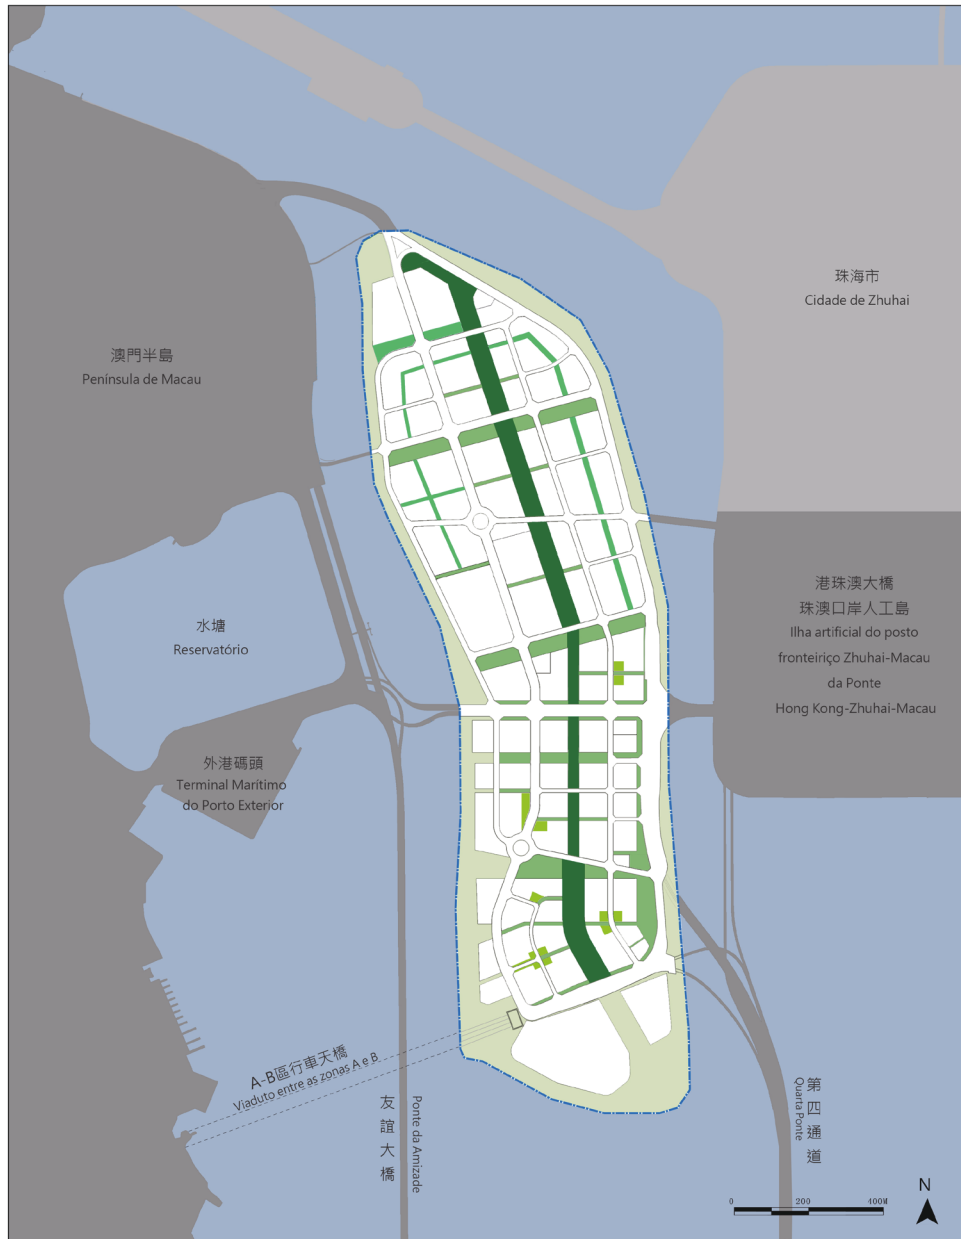 珠海市
Cidade de Zhuhai
澳門半島
Península de Macau
港珠澳大橋
珠澳口岸人工島
Ilha artificial do posto
fronteiriço Zhuhai-Macau
da Ponte
Hong Kong-Zhuhai-Macau
水塘
Reservatório
外港碼頭
Terminal Marítimo
do Porto Exterior
A-B區行車天橋
Viaduto entre as zonas A e B
友誼大橋
Ponte da Amizade
第四通道
Quarta Ponte
N
0 200 400M